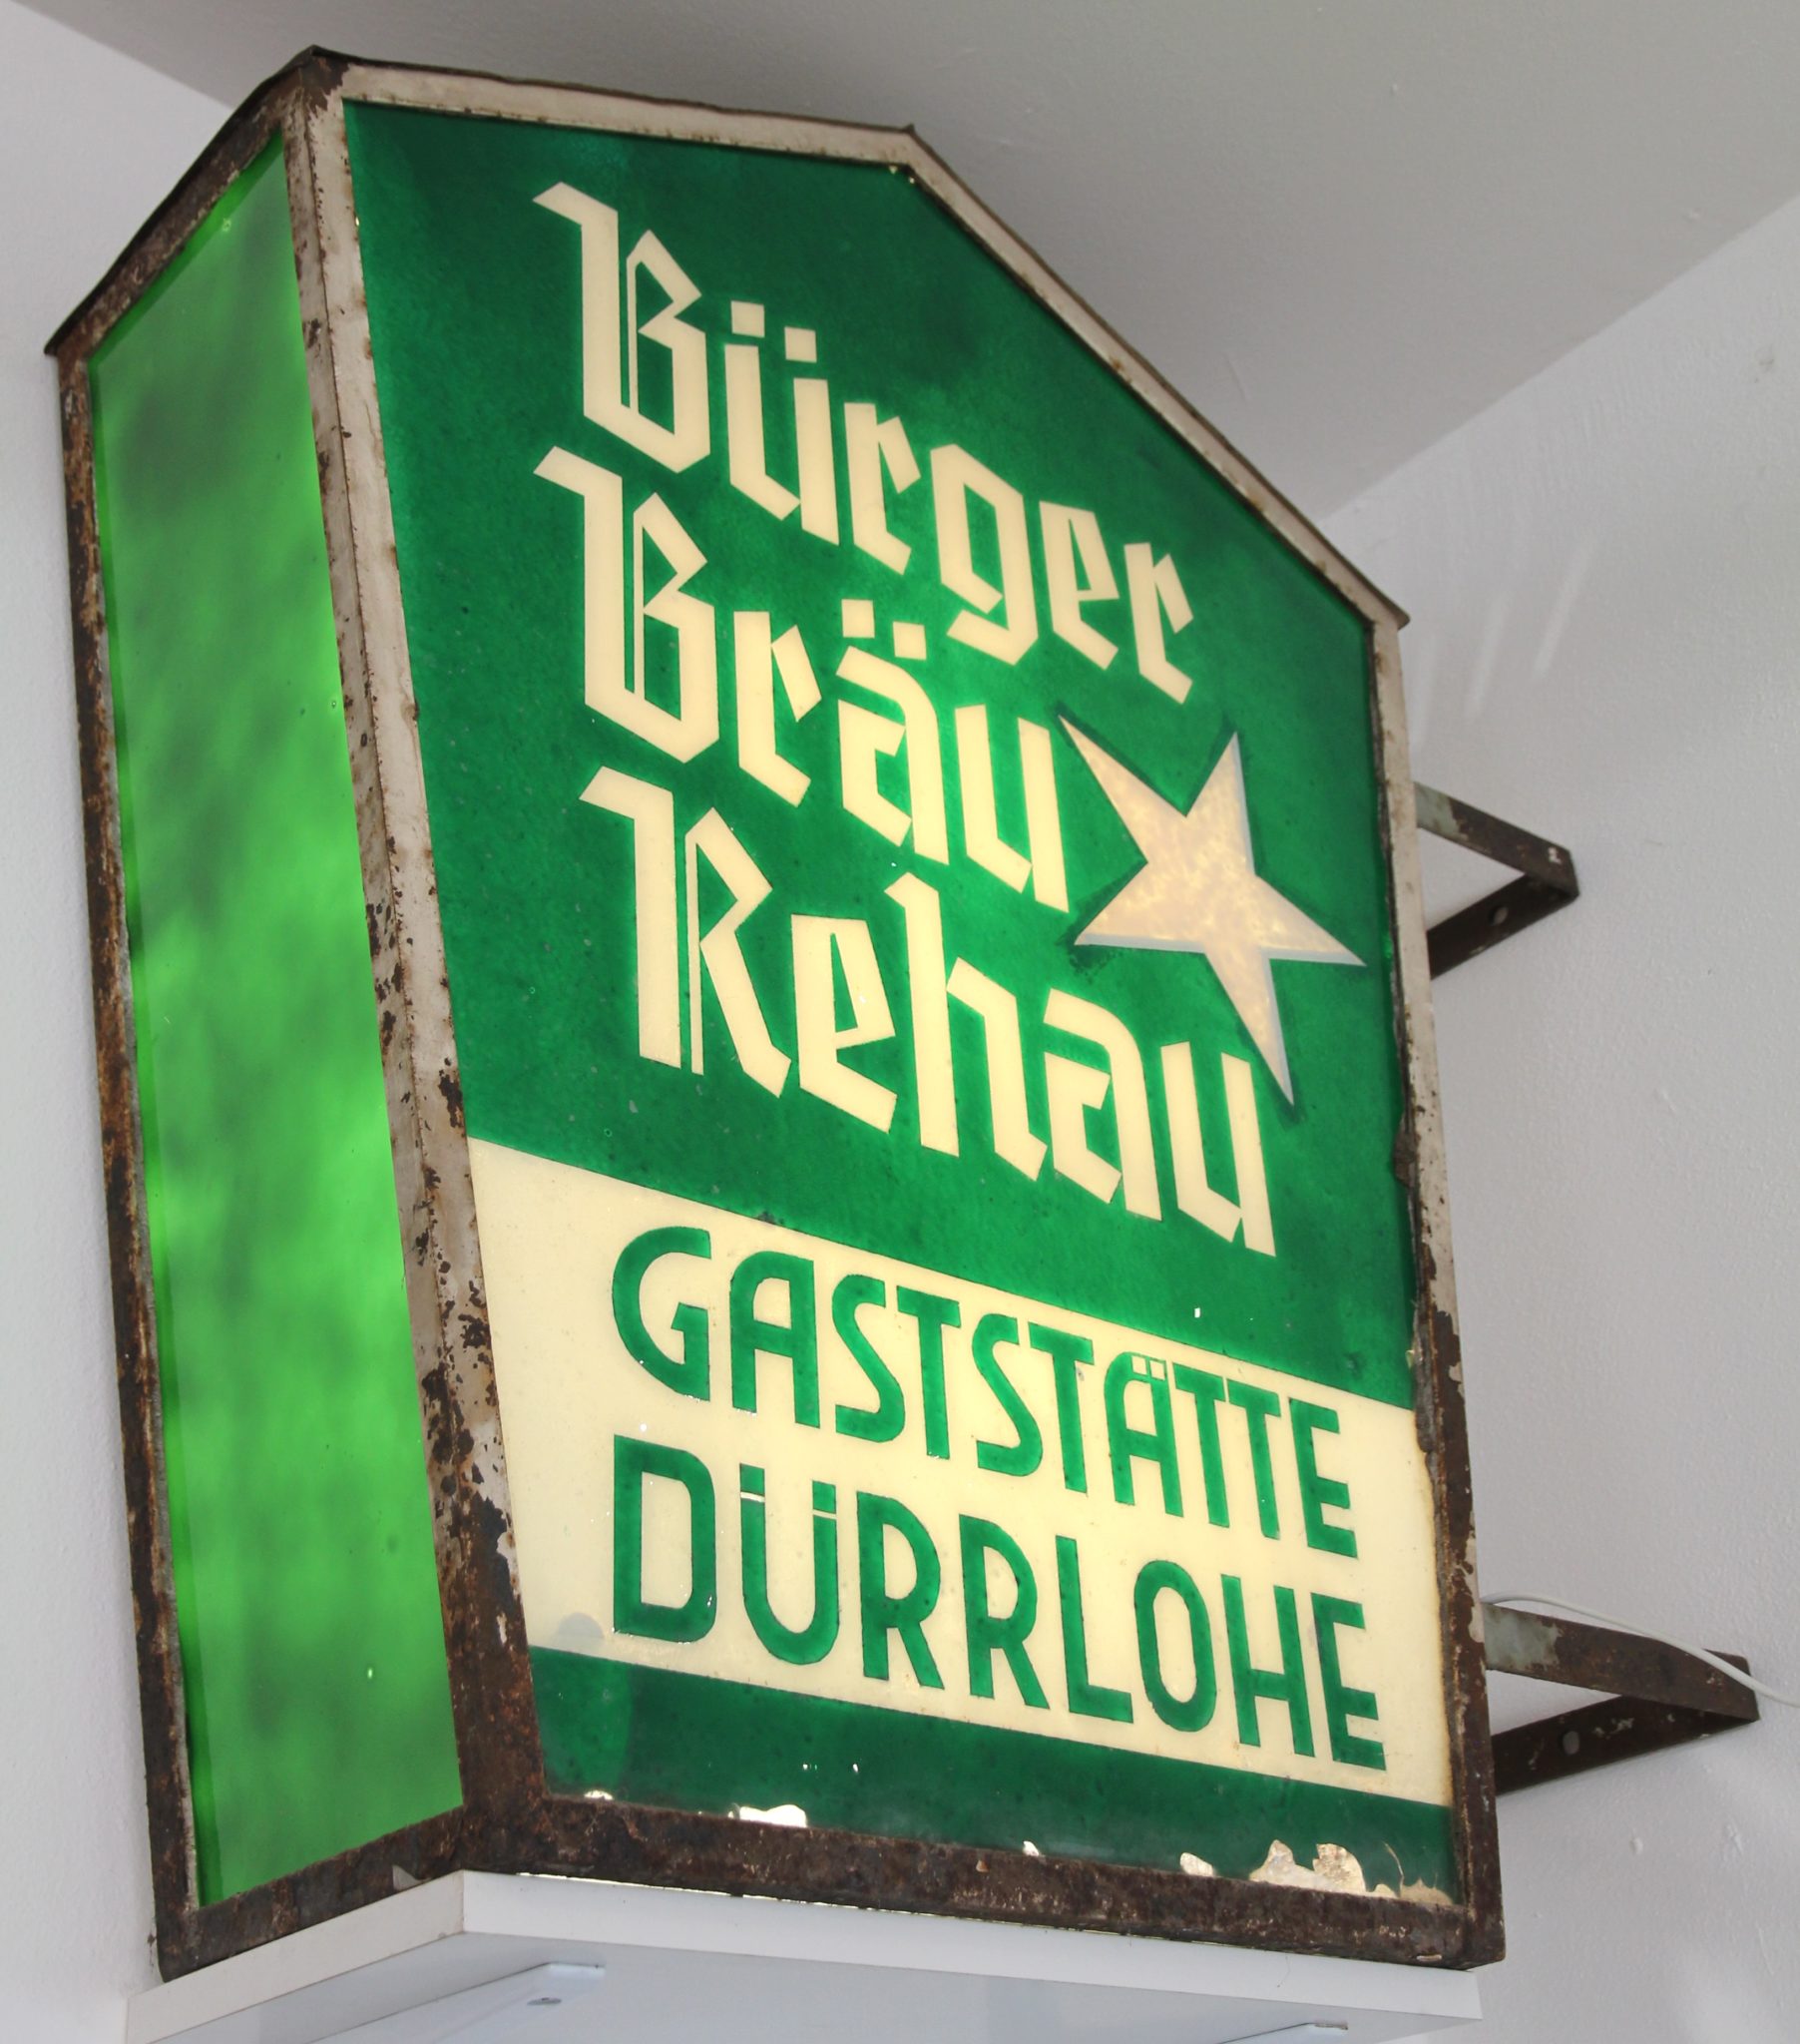 Bürger
Bräu
Rehau
GASTSTÄTTE
DÜRRLOHE